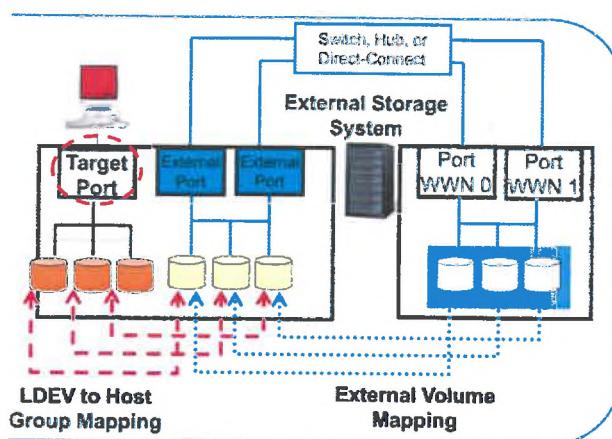 Switch, Hub, or
Direct-Connect
External Storage
System
Target
Port
External
Port
External
Port
Port
WWN 0
Port
WWN 1
LDEV to Host
Group Mapping
External Volume
Mapping